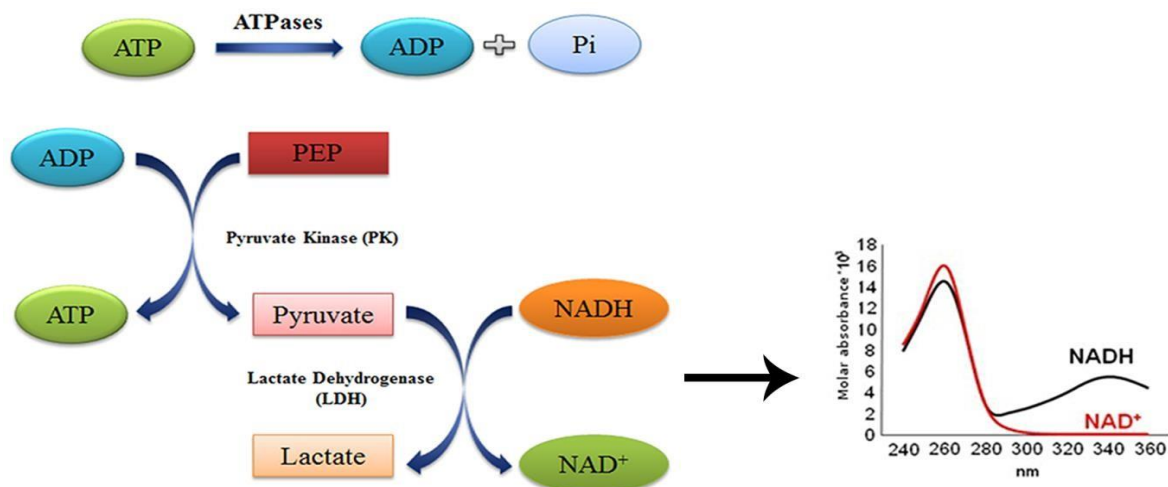 ATPases
ATP
ADP
Pi
ADP
PEP
Pyruvate Kinase (PK)
ATP
Pyruvate
NADH
Lactate Dehydrogenase
(LDH)
Lactate
NAD⁺
Molar absorbance *10³
18
16
14
12
10
8
6
4
2
0
NADH
NAD⁺
240 260 280 300 320 340 360
nm